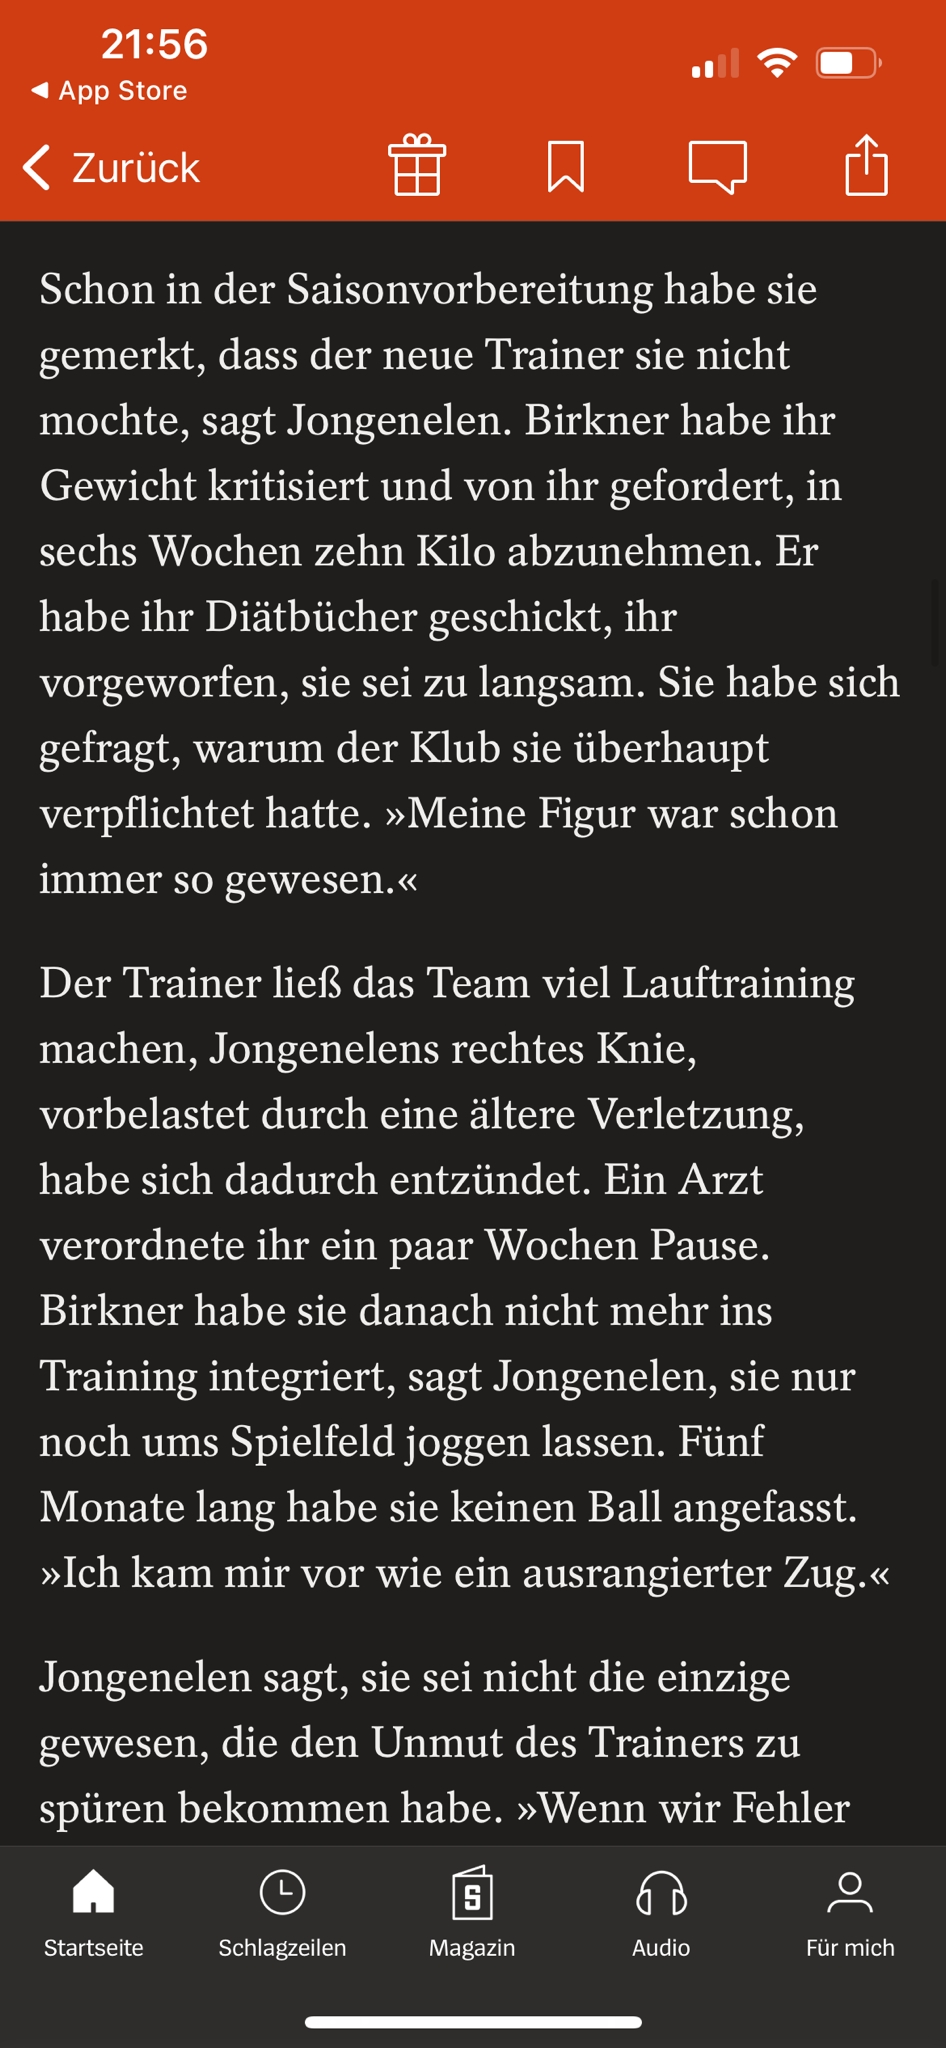 21:56
App Store
Zurück
Schon in der Saisonvorbereitung habe sie
gemerkt, dass der neue Trainer sie nicht
mochte, sagt Jongenelen. Birkner habe ihr
Gewicht kritisiert und von ihr gefordert, in
sechs Wochen zehn Kilo abzunehmen. Er
habe ihr Diätbücher geschickt, ihr
vorgeworfen, sie sei zu langsam. Sie habe sich
gefragt, warum der Klub sie überhaupt
verpflichtet hatte. »Meine Figur war schon
immer so gewesen.«
Der Trainer ließ das Team viel Lauftraining
machen, Jongenelens rechtes Knie,
vorbelastet durch eine ältere Verletzung,
habe sich dadurch entzündet. Ein Arzt
verordnete ihr ein paar Wochen Pause.
Birkner habe sie danach nicht mehr ins
Training integriert, sagt Jongenelen, sie nur
noch ums Spielfeld joggen lassen. Fünf
Monate lang habe sie keinen Ball angefasst.
»Ich kam mir vor wie ein ausrangierter Zug.«
Jongenelen sagt, sie sei nicht die einzige
gewesen, die den Unmut des Trainers zu
spüren bekommen habe. »Wenn wir Fehler
S
Startseite Schlagzeilen Magazin Audio Für mich